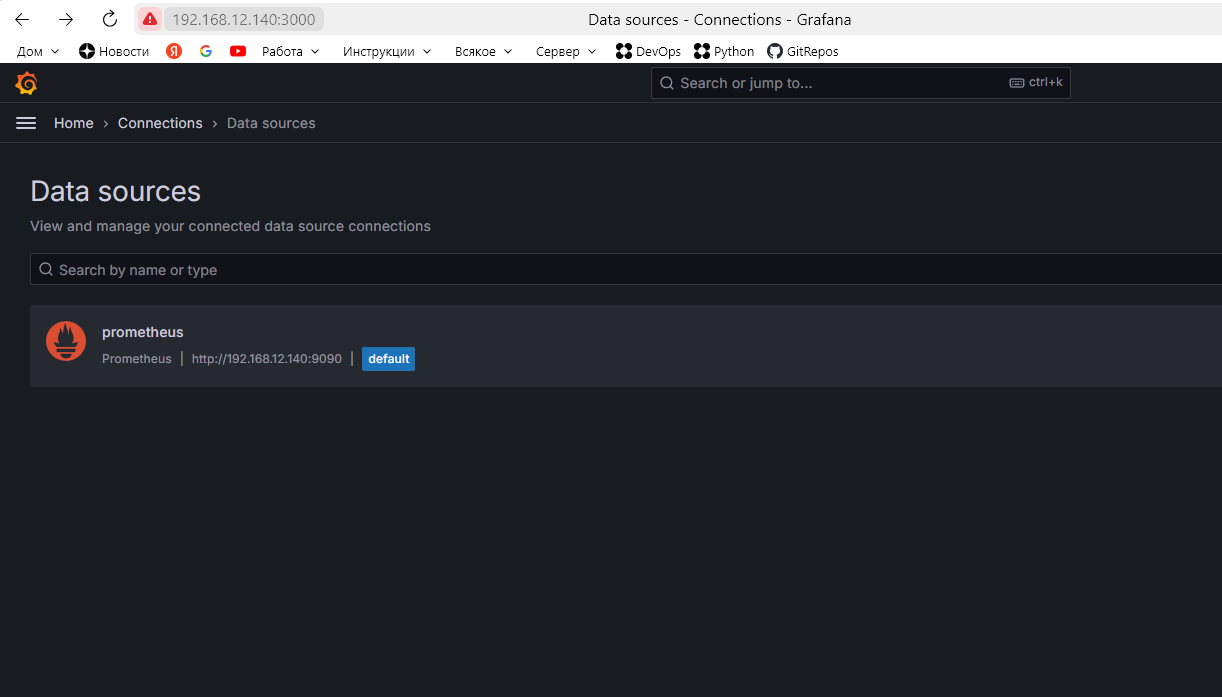 192.168.12.140:3000 Data sources - Connections - Grafana
Дом Новости Я G Работа Инструкции Всякое Сервер DevOps Python GitRepos
Search or jump to... ctrl+k
Home › Connections › Data sources
Data sources
View and manage your connected data source connections
Search by name or type
prometheus
Prometheus | http://192.168.12.140:9090 | default